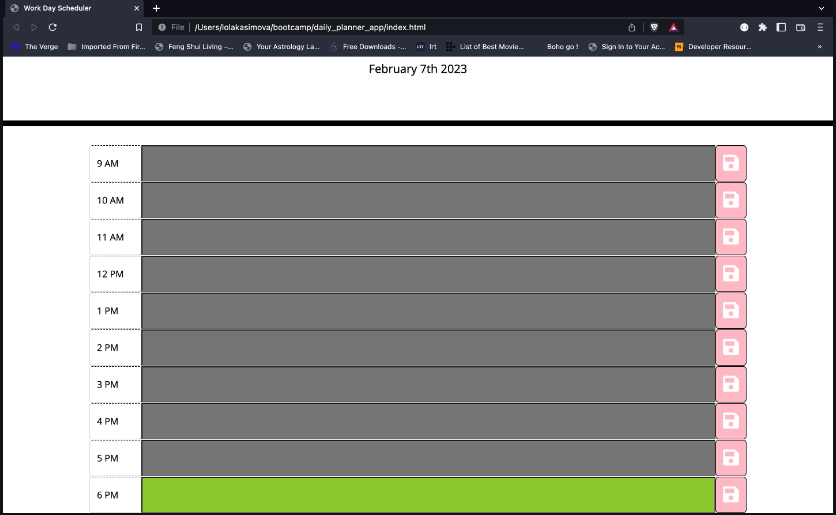 Work Day Scheduler
File | /Users/lolakasimova/bootcamp/daily_planner_app/index.html
The Verge Imported From Fir... Feng Shui Living –... Your Astrology La... Free Downloads -... Irt List of Best Movie... Boho go ! Sign In to Your Ac... Developer Resour... »
February 7th 2023
9 AM
10 AM
11 AM
12 PM
1 PM
2 PM
3 PM
4 PM
5 PM
6 PM